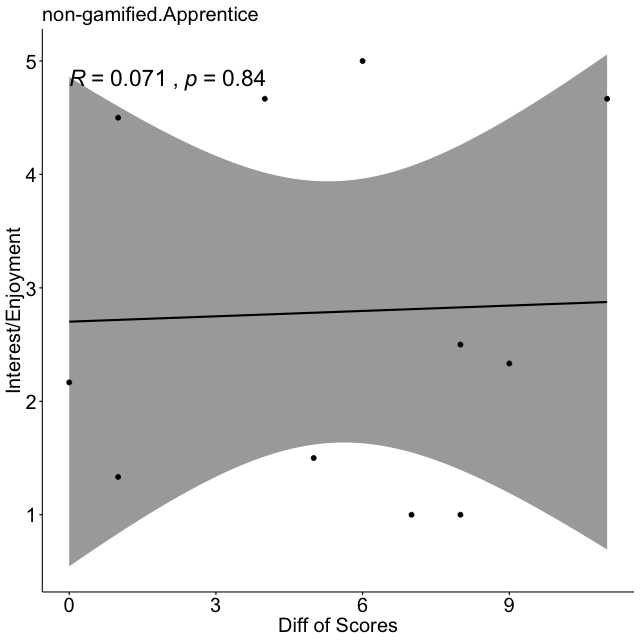 non-gamified.Apprentice
R = 0.071 , p = 0.84
5
4
3
2
1
Interest/Enjoyment
0 3 6 9
Diff of Scores